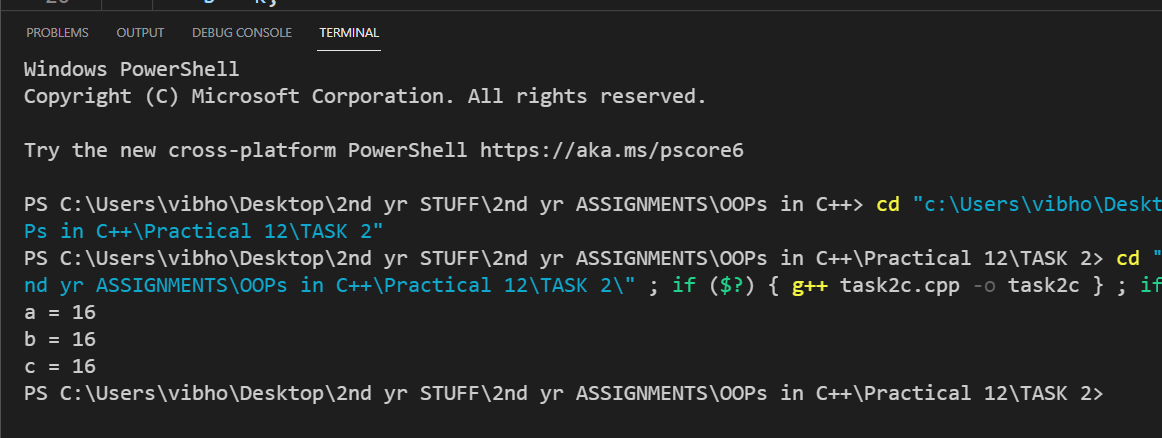 PROBLEMS OUTPUT DEBUG CONSOLE TERMINAL
Windows PowerShell
Copyright (C) Microsoft Corporation. All rights reserved.
Try the new cross-platform PowerShell https://aka.ms/pscore6
PS C:\Users\vibho\Desktop\2nd yr STUFF\2nd yr ASSIGNMENTS\OOPs in C++> cd "c:\Users\vibho\Deskt
Ps in C++\Practical 12\TASK 2"
PS C:\Users\vibho\Desktop\2nd yr STUFF\2nd yr ASSIGNMENTS\OOPs in C++\Practical 12\TASK 2> cd "
nd yr ASSIGNMENTS\OOPs in C++\Practical 12\TASK 2\" ; if ($?) { g++ task2c.cpp -o task2c } ; if
a = 16
b = 16
c = 16
PS C:\Users\vibho\Desktop\2nd yr STUFF\2nd yr ASSIGNMENTS\OOPs in C++\Practical 12\TASK 2>